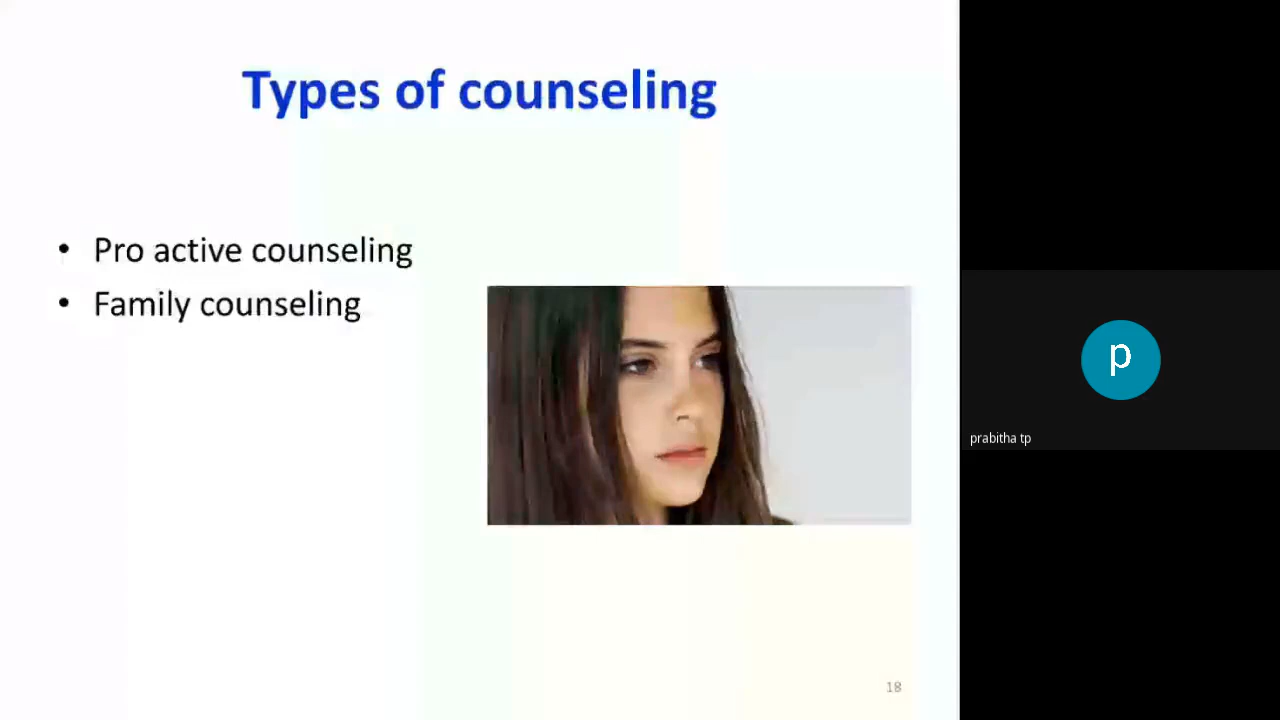 Types of counseling
• Pro active counseling
• Family counseling
p
prabitha tp
18